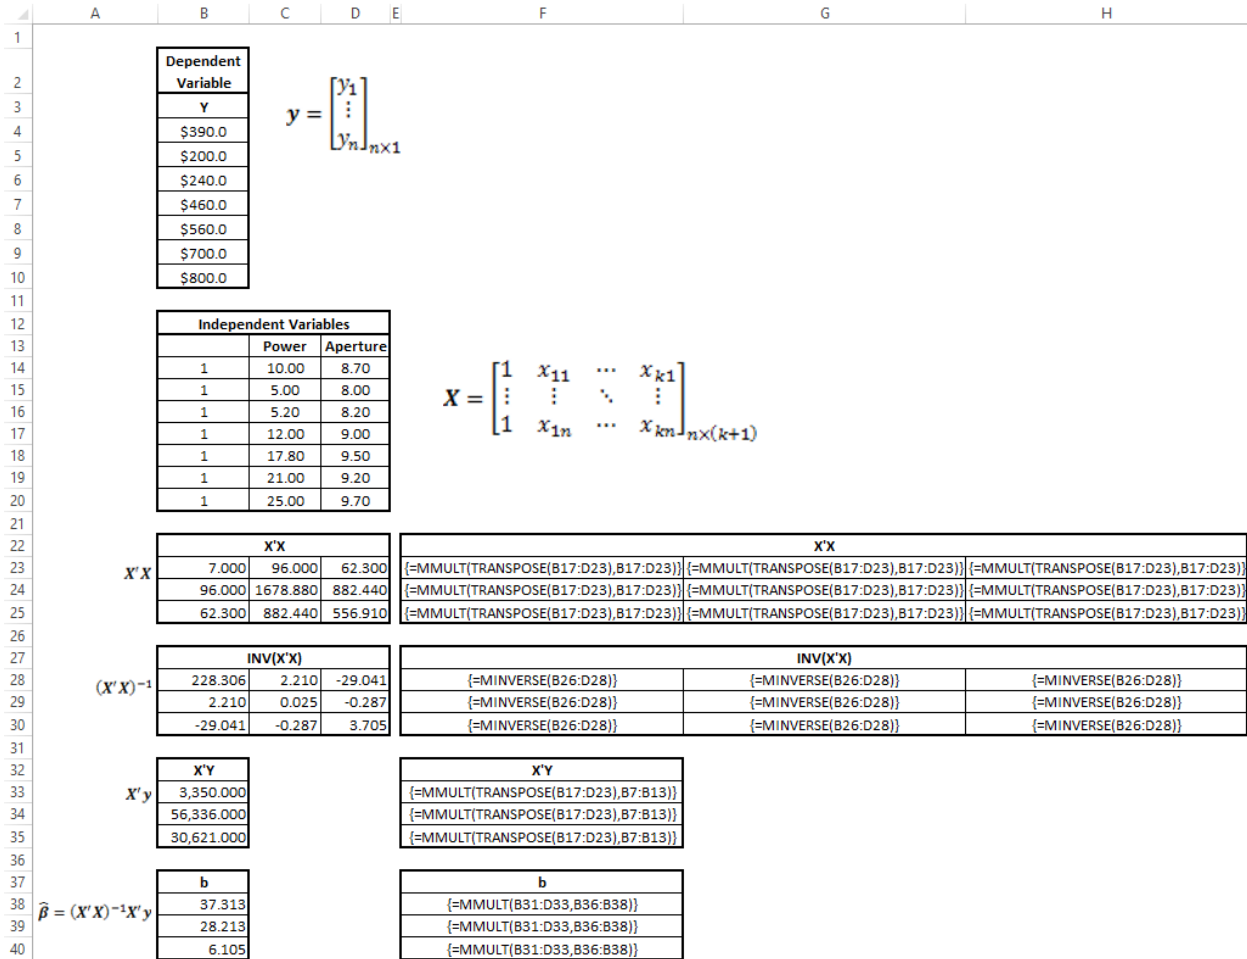 A B C D E F G H
1
2 Dependent Variable
3 Y
4 $390.0
5 $200.0
6 $240.0
7 $460.0
8 $560.0
9 $700.0
10 $800.0
y = [y₁ ⋮ yₙ]ₙ×₁
11
12 Independent Variables
13 Power Aperture
14 1 10.00 8.70
15 1 5.00 8.00
16 1 5.20 8.20
17 1 12.00 9.00
18 1 17.80 9.50
19 1 21.00 9.20
20 1 25.00 9.70
X = [1 x₁₁ ⋯ xₖ₁
⋮ ⋮ ⋱ ⋮
1 x₁ₙ ⋯ xₖₙ]ₙ×(ₖ₊₁)
21
22 X'X X'X
23 X'X 7.000 96.000 62.300 {=MMULT(TRANSPOSE(B17:D23),B17:D23)} {=MMULT(TRANSPOSE(B17:D23),B17:D23)} {=MMULT(TRANSPOSE(B17:D23),B17:D23)}
24 96.000 1678.880 882.440 {=MMULT(TRANSPOSE(B17:D23),B17:D23)} {=MMULT(TRANSPOSE(B17:D23),B17:D23)} {=MMULT(TRANSPOSE(B17:D23),B17:D23)}
25 62.300 882.440 556.910 {=MMULT(TRANSPOSE(B17:D23),B17:D23)} {=MMULT(TRANSPOSE(B17:D23),B17:D23)} {=MMULT(TRANSPOSE(B17:D23),B17:D23)}
26
27 INV(X'X) INV(X'X)
28 (X'X)⁻¹ 228.306 2.210 -29.041 {=MINVERSE(B26:D28)} {=MINVERSE(B26:D28)} {=MINVERSE(B26:D28)}
29 2.210 0.025 -0.287 {=MINVERSE(B26:D28)} {=MINVERSE(B26:D28)} {=MINVERSE(B26:D28)}
30 -29.041 -0.287 3.705 {=MINVERSE(B26:D28)} {=MINVERSE(B26:D28)} {=MINVERSE(B26:D28)}
31
32 X'Y X'Y
33 X'y 3,350.000 {=MMULT(TRANSPOSE(B17:D23),B7:B13)}
34 56,336.000 {=MMULT(TRANSPOSE(B17:D23),B7:B13)}
35 30,621.000 {=MMULT(TRANSPOSE(B17:D23),B7:B13)}
36
37 b b
38 β̂ = (X'X)⁻¹X'y 37.313 {=MMULT(B31:D33,B36:B38)}
39 28.213 {=MMULT(B31:D33,B36:B38)}
40 6.105 {=MMULT(B31:D33,B36:B38)}